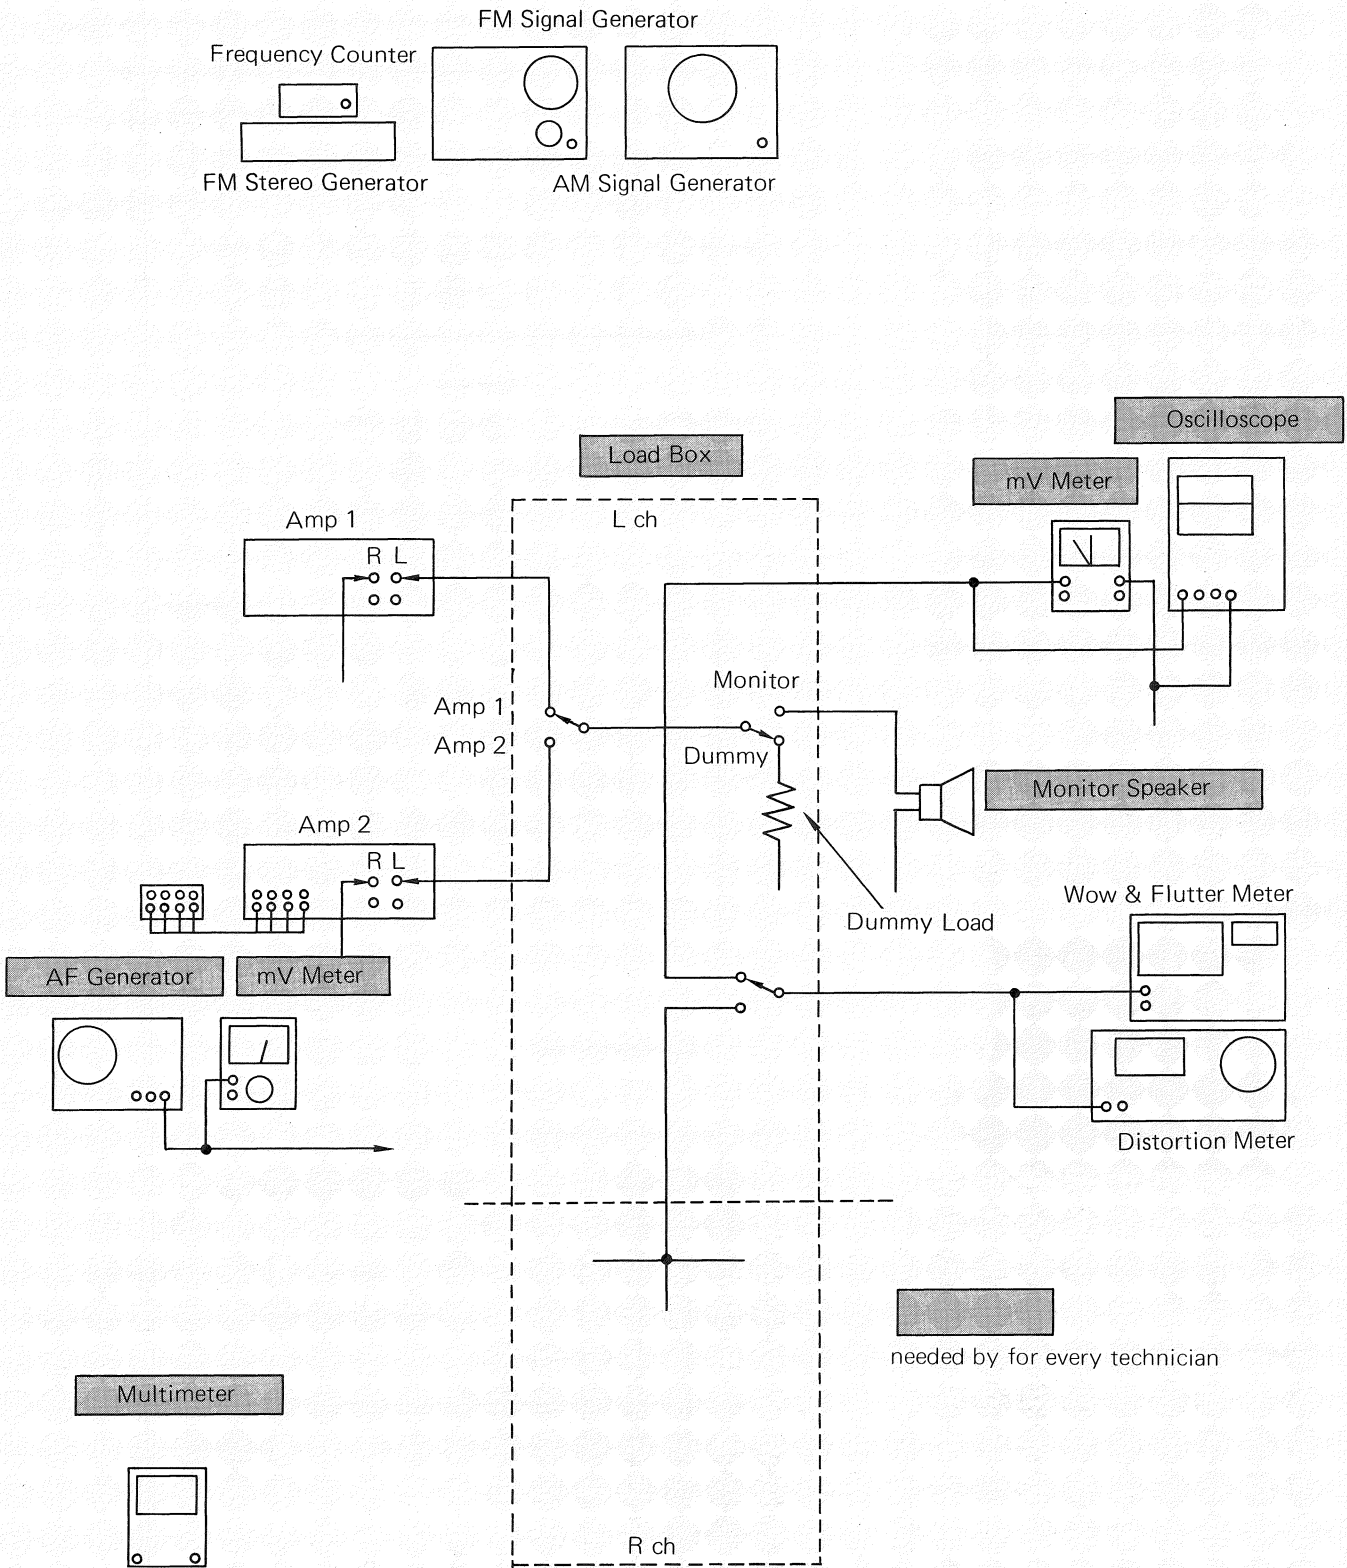 FM Signal Generator
Frequency Counter
FM Stereo Generator
AM Signal Generator
Oscilloscope
Load Box
mV Meter
Amp 1
L ch
R L
Monitor
Amp 1
Amp 2
Dummy
Monitor Speaker
Amp 2
R L
Wow & Flutter Meter
Dummy Load
AF Generator
mV Meter
Distortion Meter
needed by for every technician
Multimeter
R ch